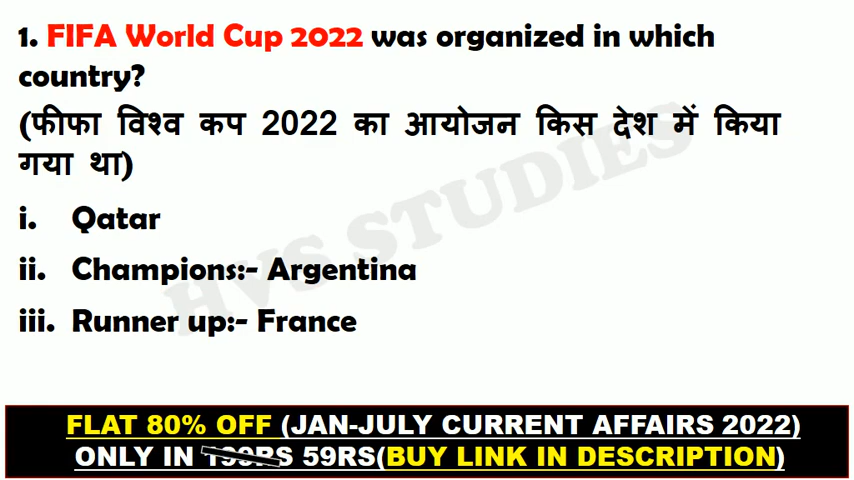 1. FIFA World Cup 2022 was organized in which
country?
(फीफा विश्व कप 2022 का आयोजन किस देश में किया
गया था)
i. Qatar
ii. Champions:- Argentina
iii. Runner up:- France
HVS STUDIES
FLAT 80% OFF (JAN-JULY CURRENT AFFAIRS 2022)
ONLY IN 199RS 59RS(BUY LINK IN DESCRIPTION)